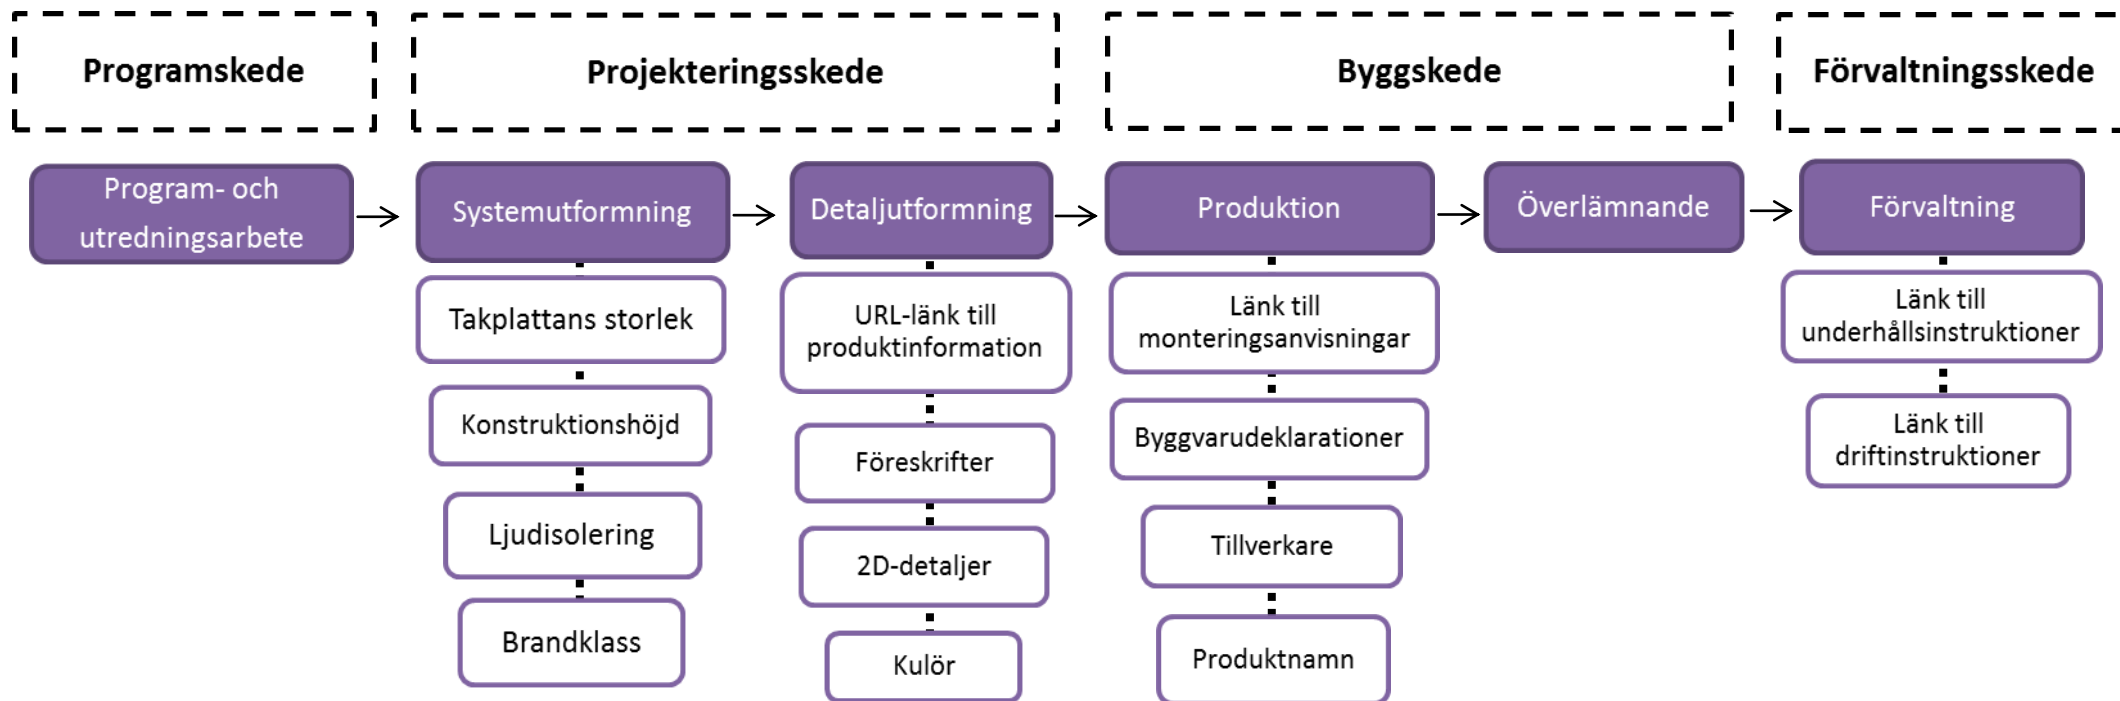 Programskede
Projekteringsskede
Byggskede
Förvaltningsskede
Program- och
utredningsarbete
Systemutformning
Detaljutformning
Produktion
Överlämnande
Förvaltning
Takplattans storlek
Konstruktionshöjd
Ljudisolering
Brandklass
URL-länk till
produktinformation
Föreskrifter
2D-detaljer
Kulör
Länk till
monteringsanvisningar
Byggvarudeklarationer
Tillverkare
Produktnamn
Länk till
underhållsinstruktioner
Länk till
driftinstruktioner